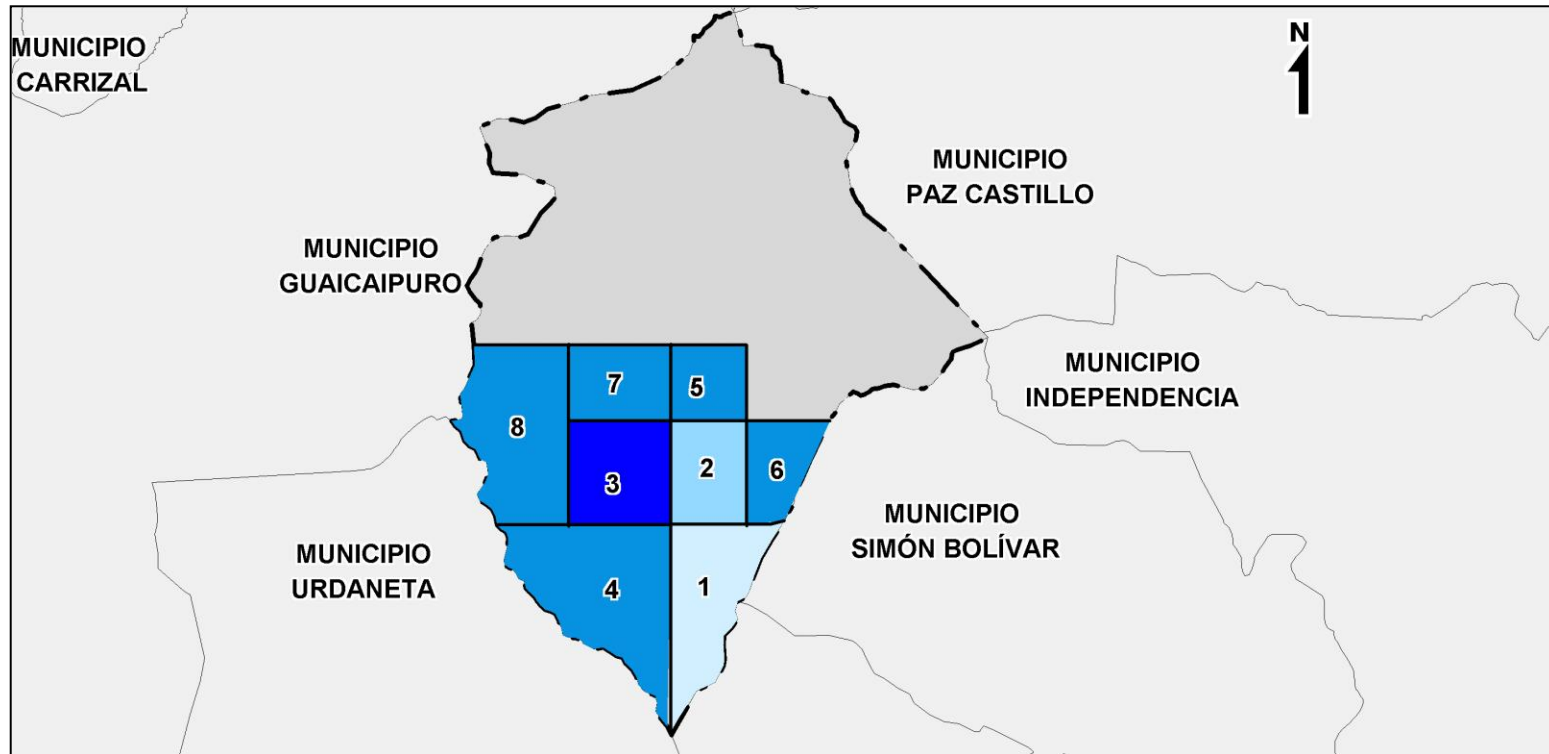 MUNICIPIO
CARRIZAL
N
MUNICIPIO
PAZ CASTILLO
MUNICIPIO
GUAICAIPURO
MUNICIPIO
INDEPENDENCIA
7
5
8
3
2
6
MUNICIPIO
SIMÓN BOLÍVAR
MUNICIPIO
URDANETA
4
1